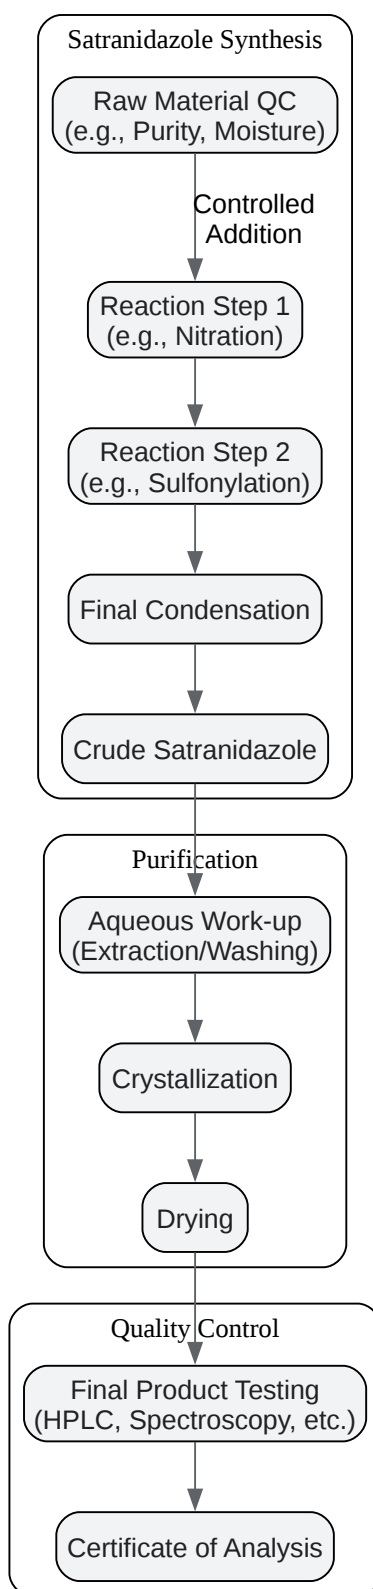 Satranidazole Synthesis
Raw Material QC
(e.g., Purity, Moisture)
Controlled
Addition
Reaction Step 1
(e.g., Nitration)
Reaction Step 2
(e.g., Sulfonylation)
Final Condensation
Crude Satranidazole
Purification
Aqueous Work-up
(Extraction/Washing)
Crystallization
Drying
Quality Control
Final Product Testing
(HPLC, Spectroscopy, etc.)
Certificate of Analysis